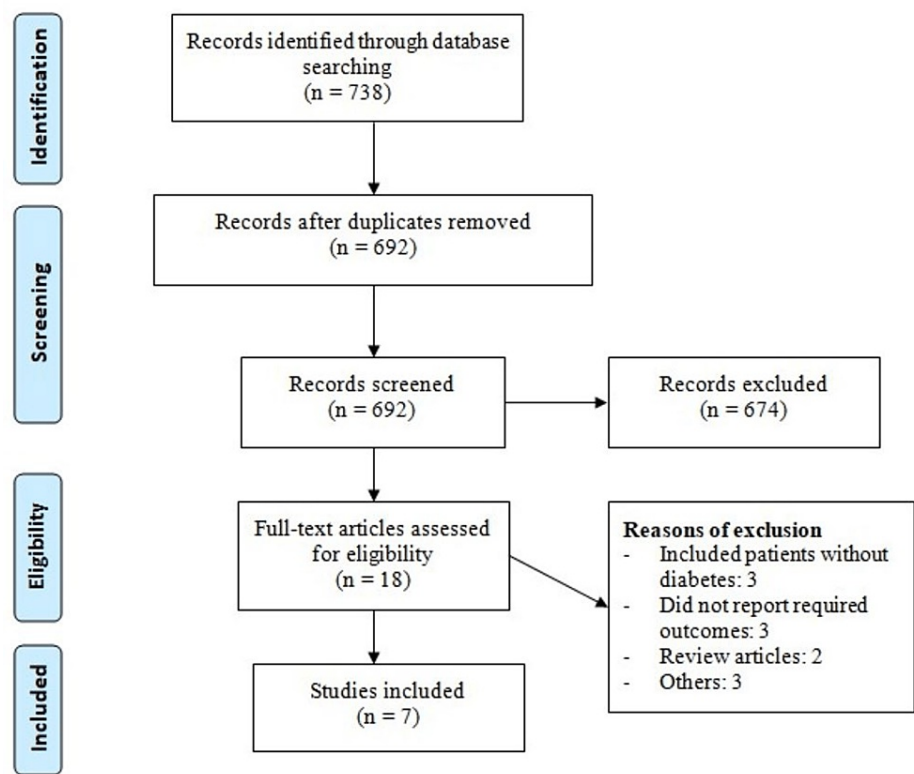 Identification
Records identified through database
searching
(n = 738)
Screening
Records after duplicates removed
(n = 692)
Records screened
(n = 692)
Records excluded
(n = 674)
Eligibility
Full-text articles assessed
for eligibility
(n = 18)
Reasons of exclusion
- Included patients without
diabetes: 3
- Did not report required
outcomes: 3
- Review articles: 2
- Others: 3
Included
Studies included
(n = 7)